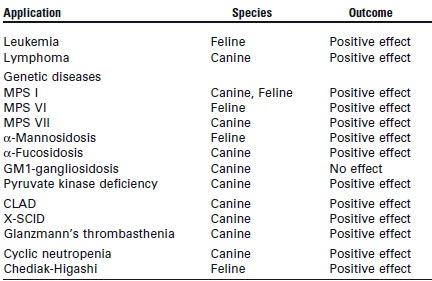 Application Species Outcome
Leukemia Feline Positive effect
Lymphoma Canine Positive effect
Genetic diseases
MPS I Canine, Feline Positive effect
MPS VI Feline Positive effect
MPS VII Canine Positive effect
α-Mannosidosis Feline Positive effect
α-Fucosidosis Canine Positive effect
GM1-gangliosidosis Canine No effect
Pyruvate kinase deficiency Canine Positive effect
CLAD Canine Positive effect
X-SCID Canine Positive effect
Glanzmann's thrombasthenia Canine Positive effect
Cyclic neutropenia Canine Positive effect
Chediak-Higashi Feline Positive effect